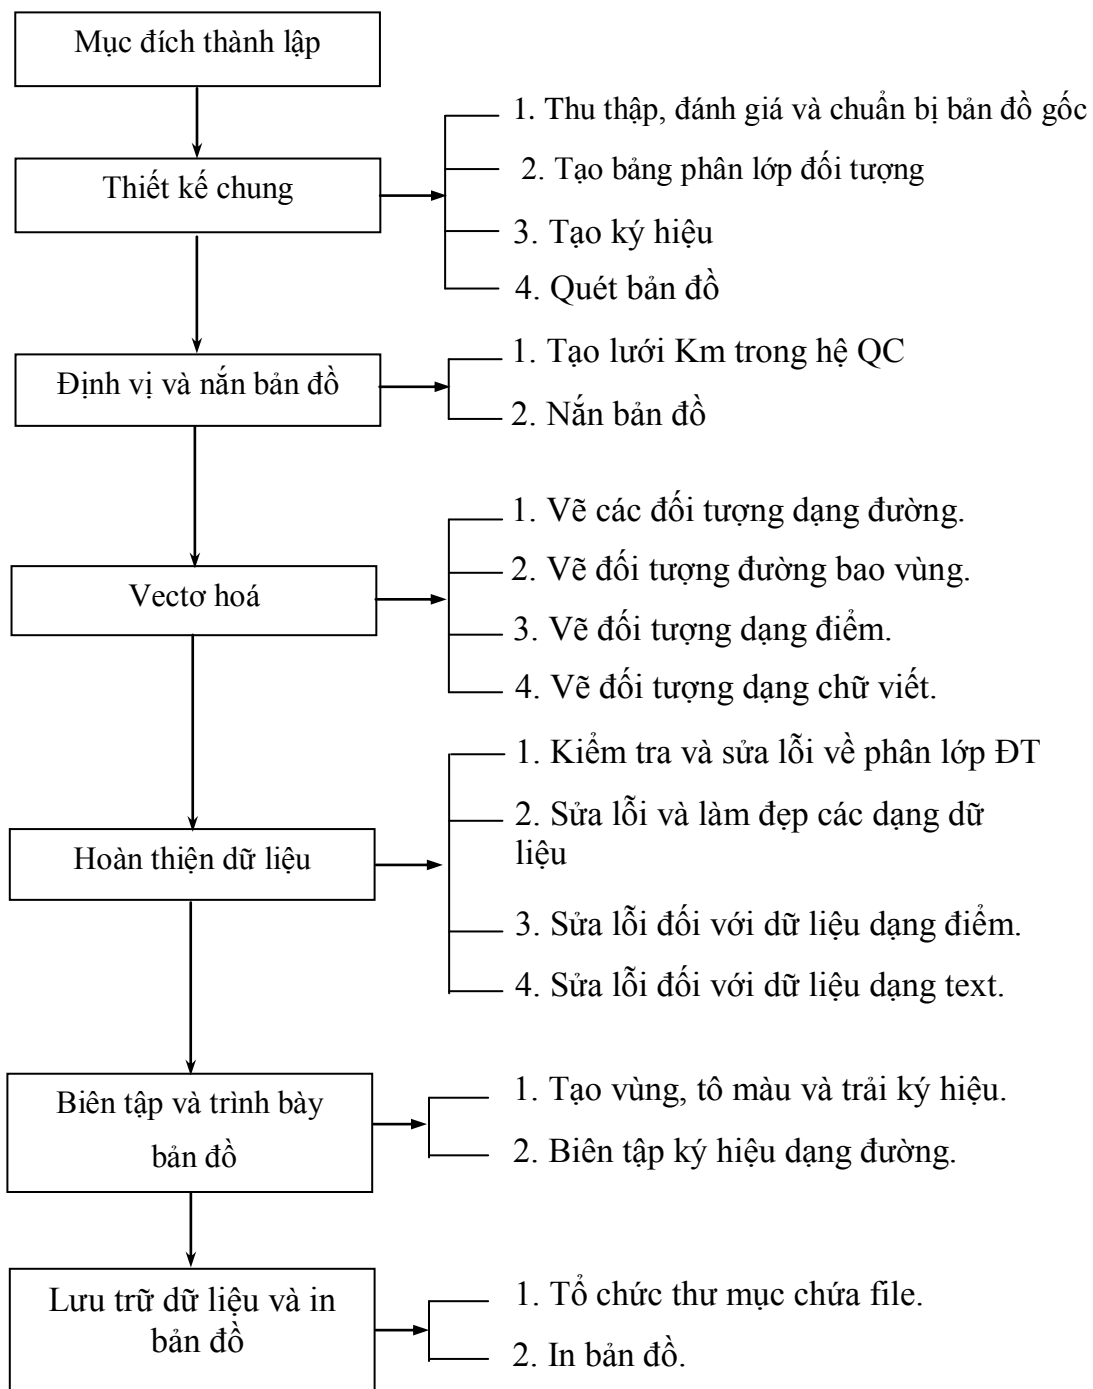 Mục đích thành lập
1. Thu thập, đánh giá và chuẩn bị bản đồ gốc
Thiết kế chung
2. Tạo bảng phân lớp đối tượng
3. Tạo ký hiệu
4. Quét bản đồ
Định vị và nắn bản đồ
1. Tạo lưới Km trong hệ QC
2. Nắn bản đồ
Vectơ hoá
1. Vẽ các đối tượng dạng đường.
2. Vẽ đối tượng đường bao vùng.
3. Vẽ đối tượng dạng điểm.
4. Vẽ đối tượng dạng chữ viết.
Hoàn thiện dữ liệu
1. Kiểm tra và sửa lỗi về phân lớp ĐT
2. Sửa lỗi và làm đẹp các dạng dữ
liệu
3. Sửa lỗi đối với dữ liệu dạng điểm.
4. Sửa lỗi đối với dữ liệu dạng text.
Biên tập và trình bày
bản đồ
1. Tạo vùng, tô màu và trải ký hiệu.
2. Biên tập ký hiệu dạng đường.
Lưu trữ dữ liệu và in
bản đồ
1. Tổ chức thư mục chứa file.
2. In bản đồ.